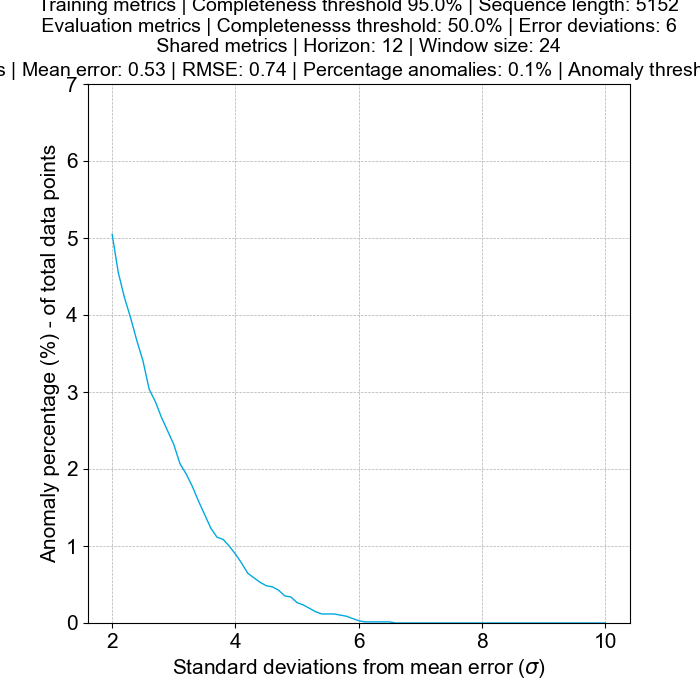 Training metrics | Completeness threshold 95.0% | Sequence length: 5152
Evaluation metrics | Completenesss threshold: 50.0% | Error deviations: 6
Shared metrics | Horizon: 12 | Window size: 24
s | Mean error: 0.53 | RMSE: 0.74 | Percentage anomalies: 0.1% | Anomaly thresh
7
6
5
4
3
2
1
0
Anomaly percentage (%) - of total data points
2 4 6 8 10
Standard deviations from mean error (σ)